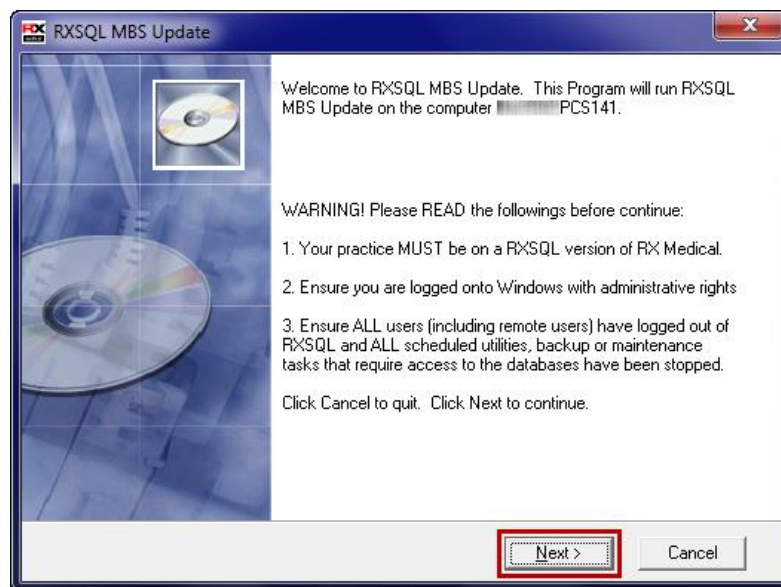 RX
RXSQL MBS Update
Welcome to RXSQL MBS Update. This Program will run RXSQL
MBS Update on the computer PCS141.
WARNING! Please READ the followings before continue:
1. Your practice MUST be on a RXSQL version of RX Medical.
2. Ensure you are logged onto Windows with administrative rights
3. Ensure ALL users (including remote users) have logged out of
RXSQL and ALL scheduled utilities, backup or maintenance
tasks that require access to the databases have been stopped.
Click Cancel to quit. Click Next to continue.
Next >
Cancel